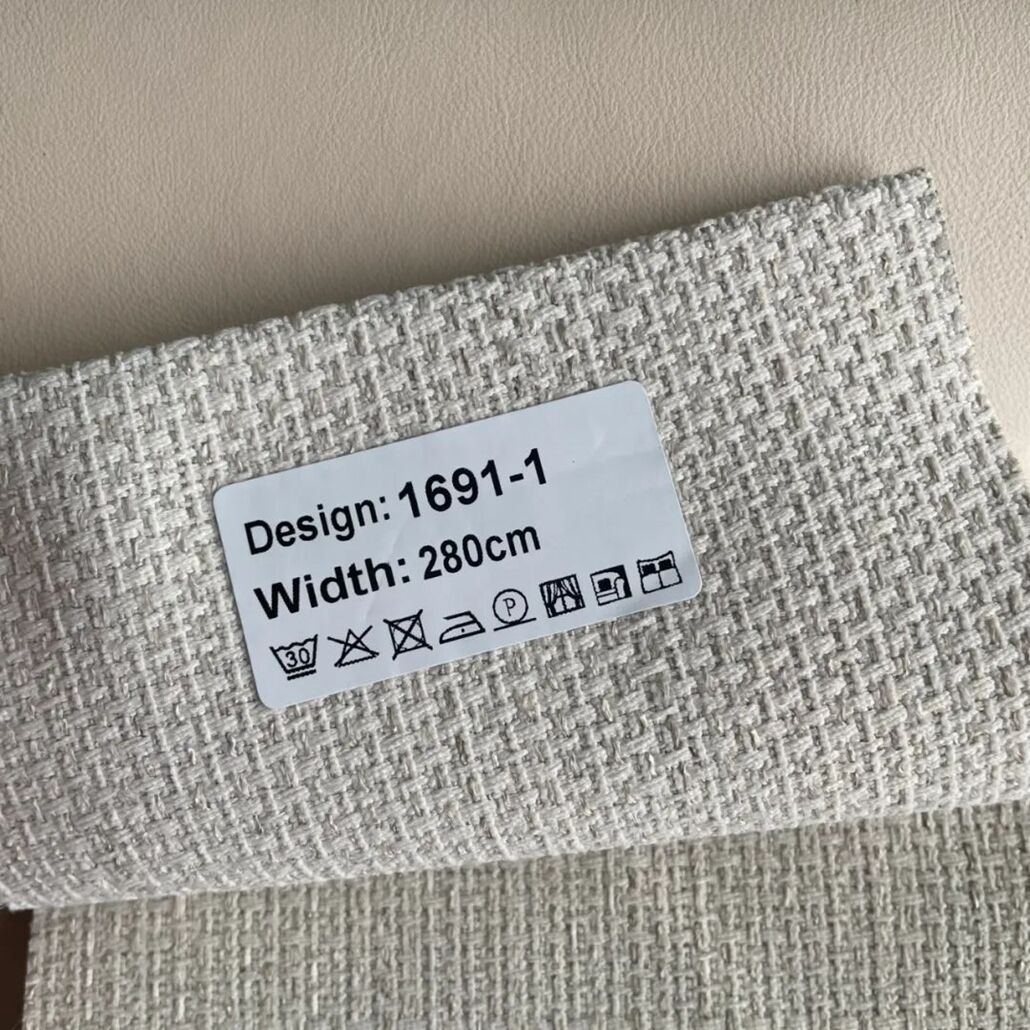 Design: 1691-1
Width: 280cm
30 P